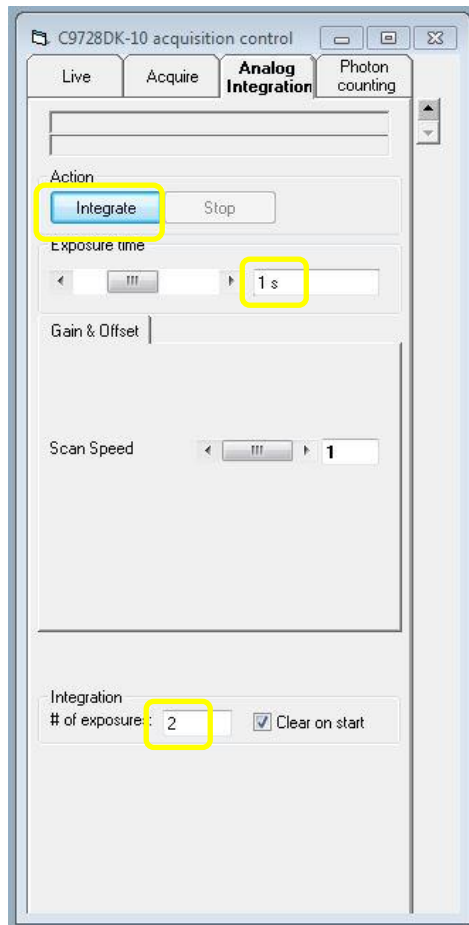 C9728DK-10 acquisition control
Live
Acquire
Analog
Integration
Photon
counting
Action
Integrate
Stop
Exposure time
1 s
Gain & Offset
Scan Speed
1
Integration
# of exposures: 2
Clear on start